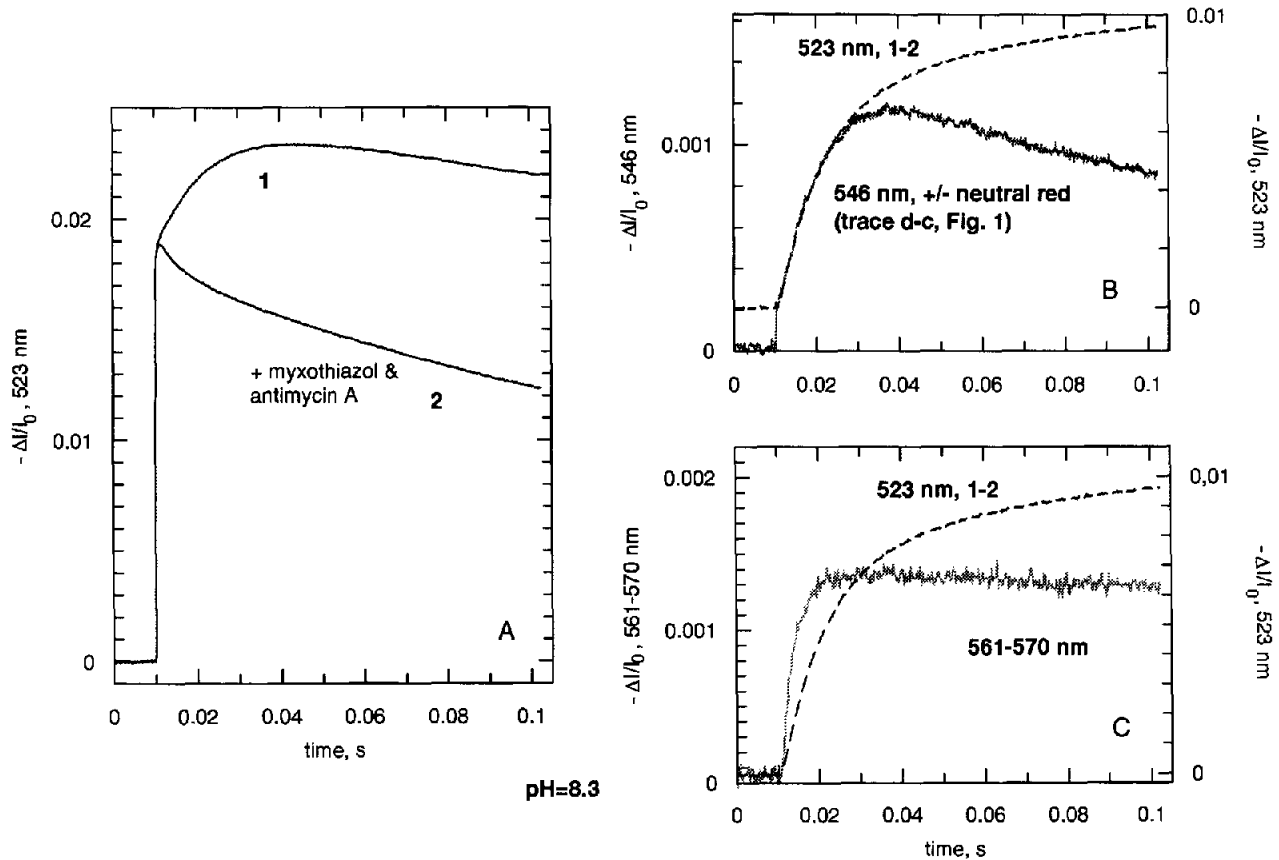 - ΔI/I0, 523 nm
0.02
0.01
0
1
+ myxothiazol &
antimycin A
2
A
0 0.02 0.04 0.06 0.08 0.1
time, s
pH=8.3
- ΔI/I0, 546 nm
0.001
0
523 nm, 1-2
546 nm, +/- neutral red
(trace d-c, Fig. 1)
B
0.01
0
- ΔI/I0, 523 nm
0 0.02 0.04 0.06 0.08 0.1
- ΔI/I0, 561-570 nm
0.002
0.001
0
523 nm, 1-2
561-570 nm
C
0,01
0
- ΔI/I0, 523 nm
0 0.02 0.04 0.06 0.08 0.1
time, s